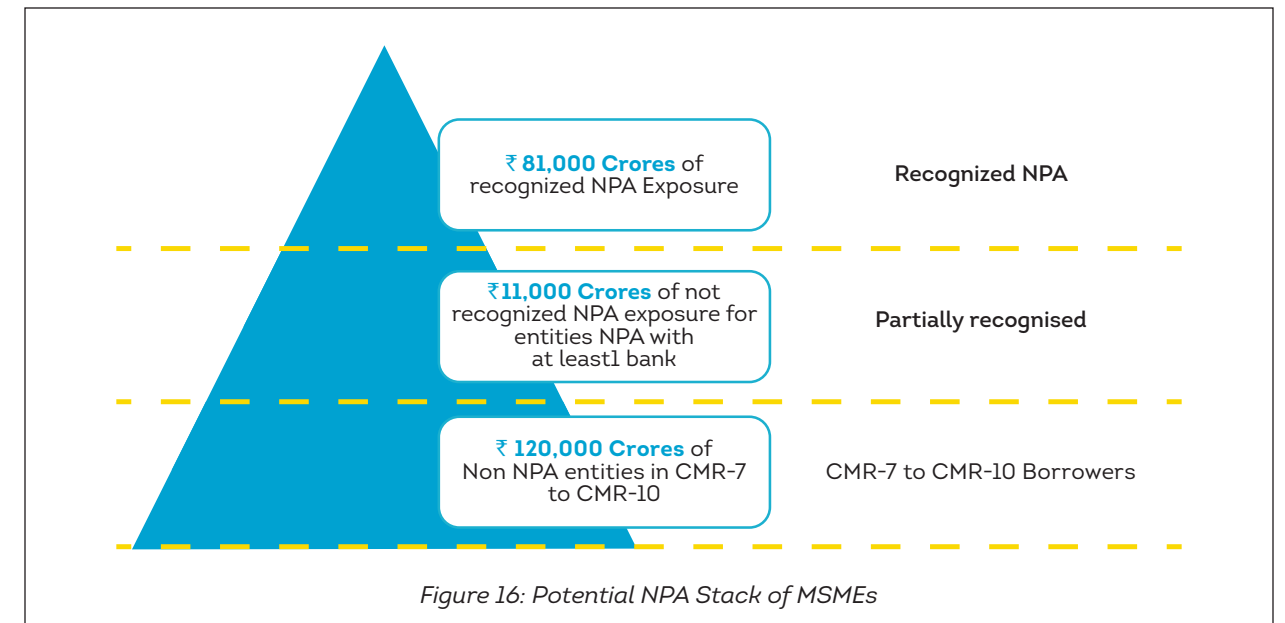 ₹ 81,000 Crores of
recognized NPA Exposure
Recognized NPA
₹11,000 Crores of not
recognized NPA exposure for
entities NPA with
at least1 bank
Partially recognised
₹ 120,000 Crores of
Non NPA entities in CMR-7
to CMR-10
CMR-7 to CMR-10 Borrowers
Figure 16: Potential NPA Stack of MSMEs